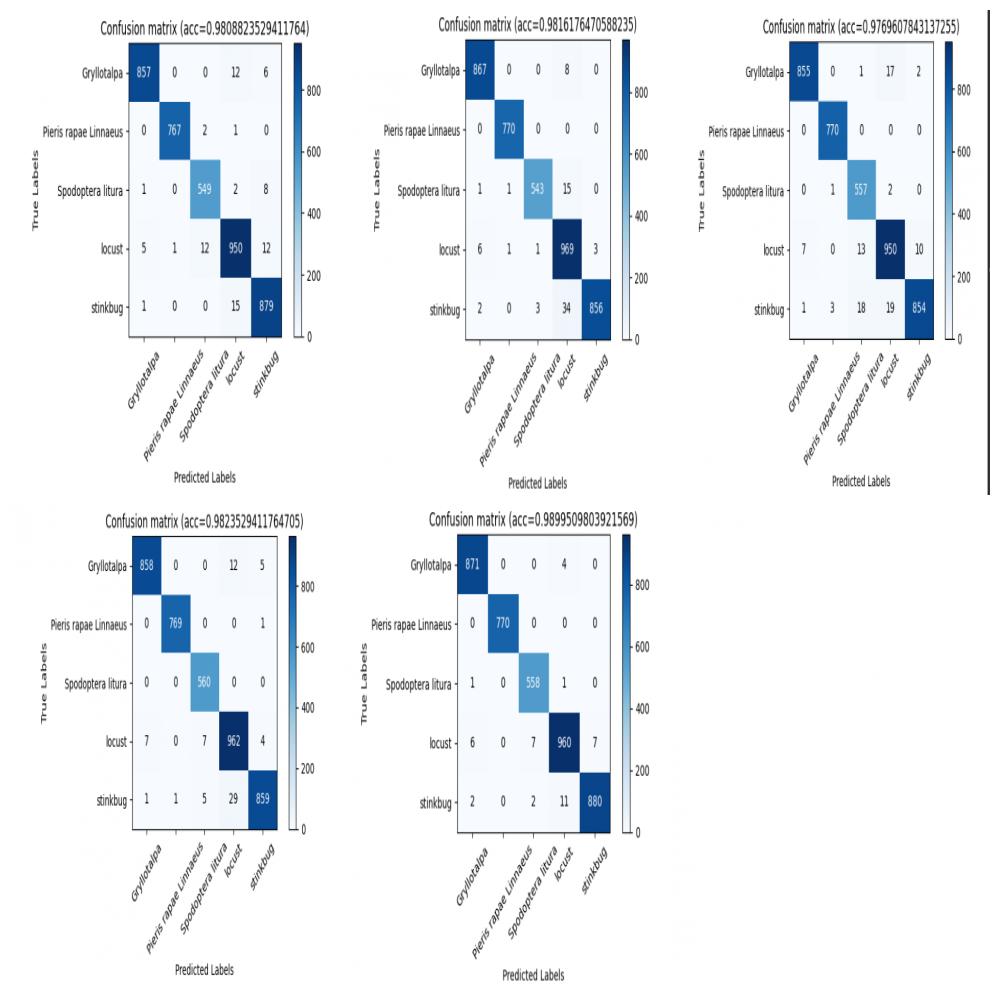 Confusion matrix (acc=0.9808823529411764)
True Labels
Gryllotalpa 857 0 0 12 6
Pieris rapae Linnaeus 0 767 2 1 0
Spodoptera litura 1 0 549 2 8
locust 5 1 12 950 12
stinkbug 1 0 0 15 879
800
600
400
200
0
Gryllotalpa
Pieris rapae Linnaeus
Spodoptera litura
locust
stinkbug
Predicted Labels
Confusion matrix (acc=0.9816176470588235)
True Labels
Gryllotalpa 867 0 0 8 0
Pieris rapae Linnaeus 0 770 0 0 0
Spodoptera litura 1 1 543 15 0
locust 6 1 1 969 3
stinkbug 2 0 3 34 856
800
600
400
200
0
Gryllotalpa
Pieris rapae Linnaeus
Spodoptera litura
locust
stinkbug
Predicted Labels
Confusion matrix (acc=0.9769607843137255)
True Labels
Gryllotalpa 855 0 1 17 2
Pieris rapae Linnaeus 0 770 0 0 0
Spodoptera litura 0 1 557 2 0
locust 7 0 13 950 10
stinkbug 1 3 18 19 854
800
600
400
200
0
Gryllotalpa
Pieris rapae Linnaeus
Spodoptera litura
locust
stinkbug
Predicted Labels
Confusion matrix (acc=0.9823529411764705)
True Labels
Gryllotalpa 858 0 0 12 5
Pieris rapae Linnaeus 0 769 0 0 1
Spodoptera litura 0 0 560 0 0
locust 7 0 7 962 4
stinkbug 1 1 5 29 859
800
600
400
200
0
Gryllotalpa
Pieris rapae Linnaeus
Spodoptera litura
locust
stinkbug
Predicted Labels
Confusion matrix (acc=0.9899509803921569)
True Labels
Gryllotalpa 871 0 0 4 0
Pieris rapae Linnaeus 0 770 0 0 0
Spodoptera litura 1 0 558 1 0
locust 6 0 7 960 7
stinkbug 2 0 2 11 880
800
600
400
200
0
Gryllotalpa
Pieris rapae Linnaeus
Spodoptera litura
locust
stinkbug
Predicted Labels